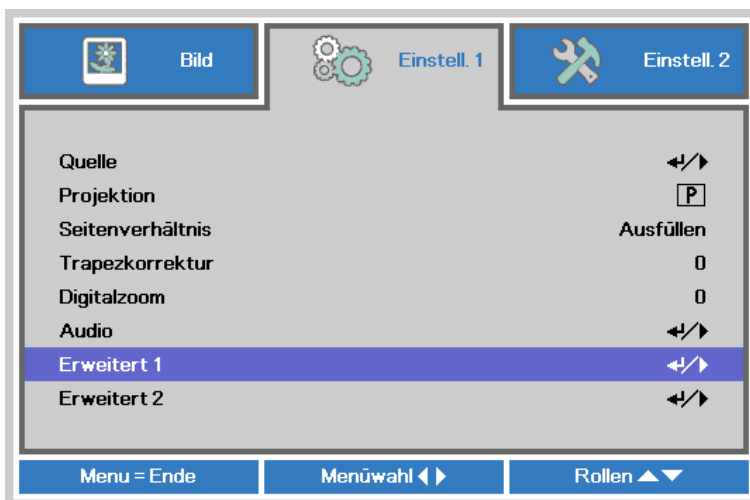 Bild
Einstell. 1
Einstell. 2
Quelle ↵/▶
Projektion P
Seitenverhältnis Ausfüllen
Trapezkorrektur 0
Digitalzoom 0
Audio ↵/▶
Erweitert 1 ↵/▶
Erweitert 2 ↵/▶
Menu = Ende
Menüwahl ◀ ▶
Rollen ▲▼